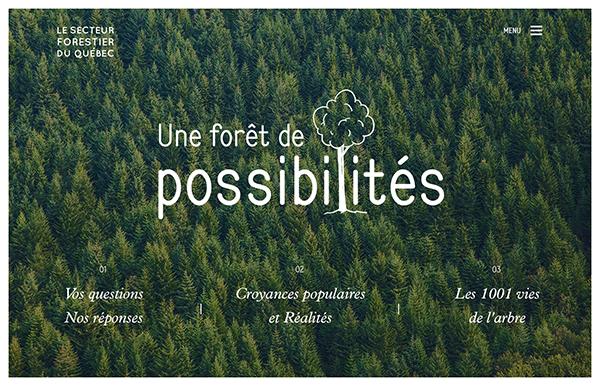 LE SECTEUR
FORESTIER
DU QUÉBEC
MENU
Une forêt de
possibilités
01
Vos questions
Nos réponses
02
Croyances populaires
et Réalités
03
Les 1001 vies
de l'arbre